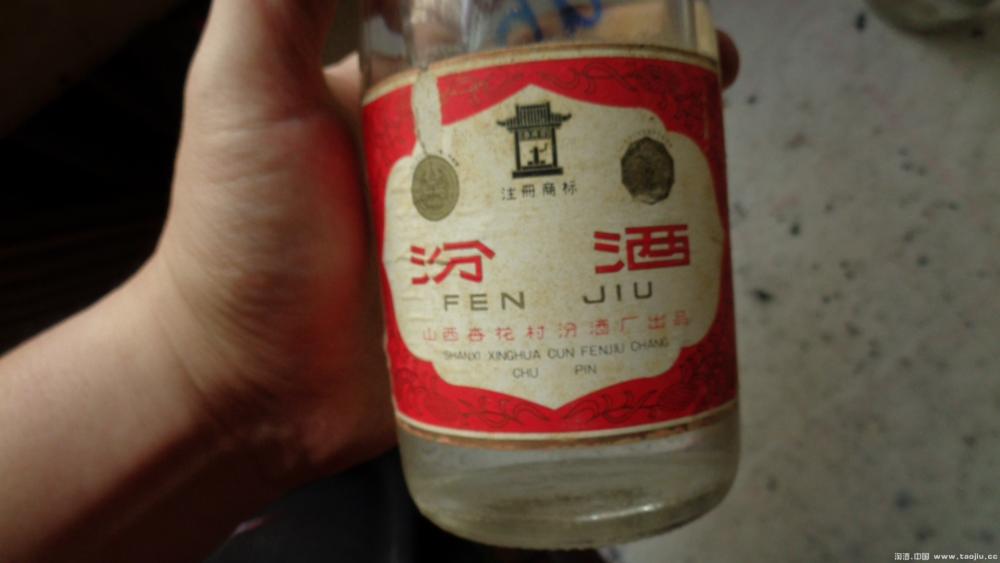 注册商标
汾酒
FEN JIU
山西杏花村汾酒厂出品
SHANXI XINGHUA CUN FENJIU CHANG
CHU PIN
淘酒.中国 www.taojiu.cc